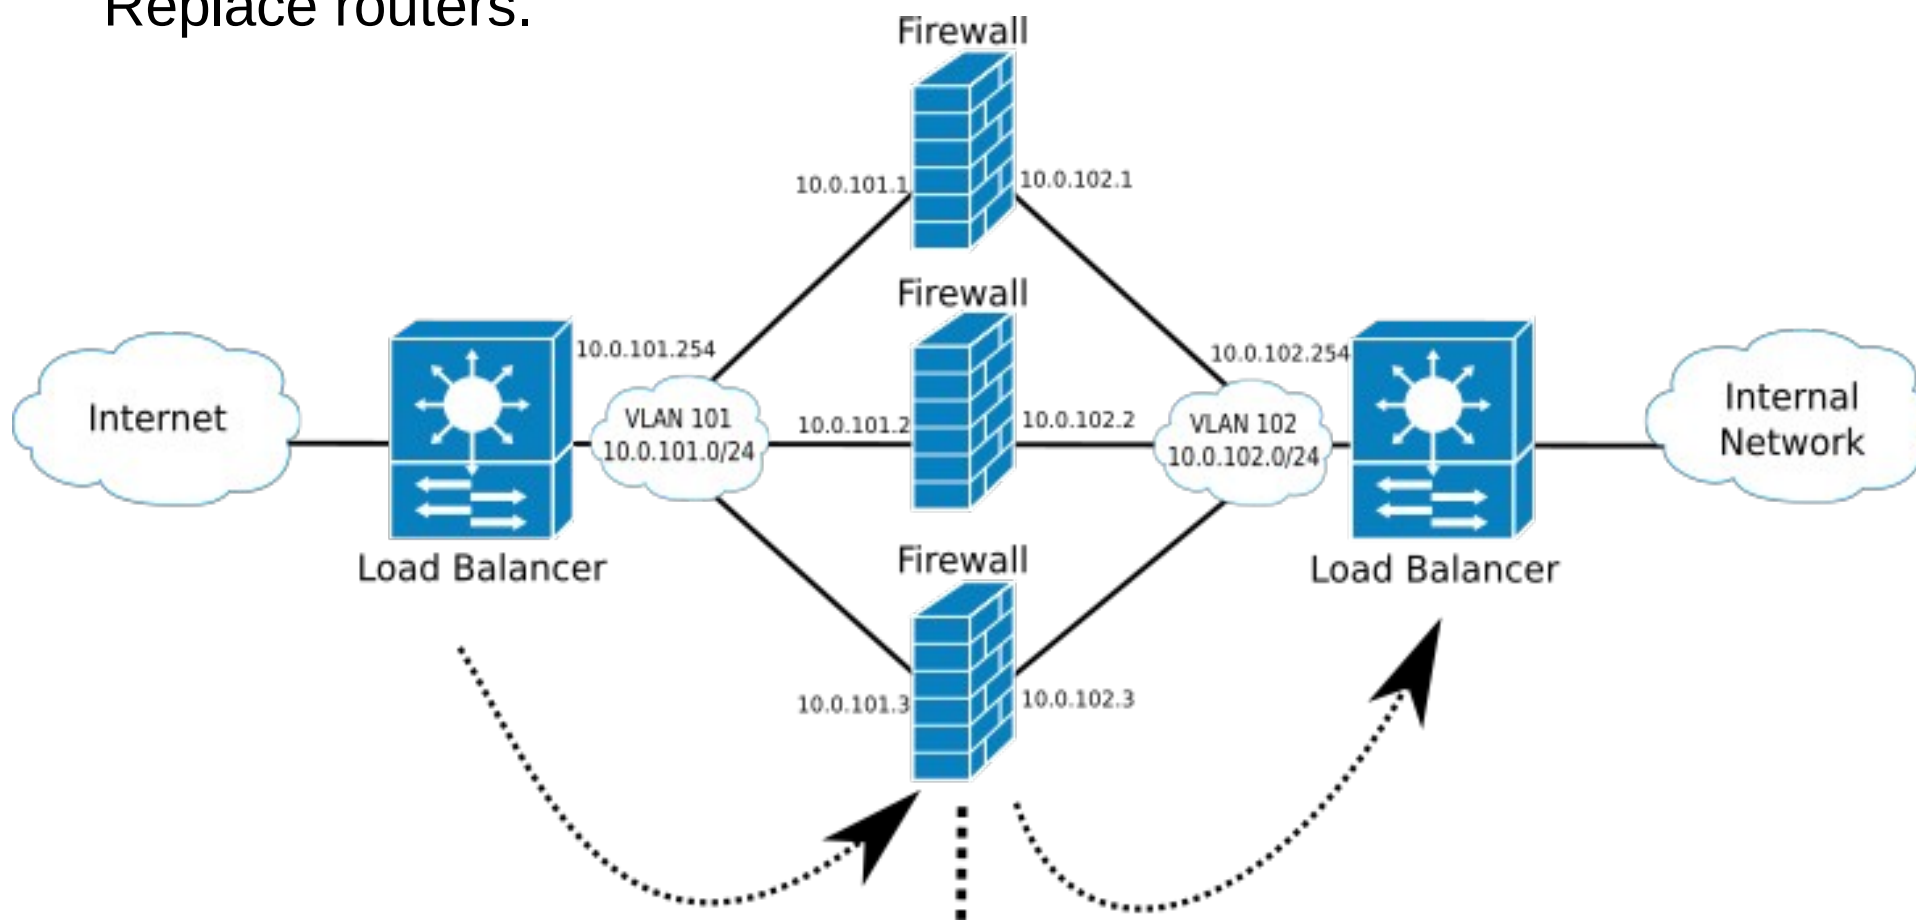 Replace routers.
Firewall
10.0.101.1
10.0.102.1
Firewall
10.0.101.254
10.0.102.254
Internet
VLAN 101
10.0.101.0/24
10.0.101.2
10.0.102.2
VLAN 102
10.0.102.0/24
Internal
Network
Load Balancer
Firewall
Load Balancer
10.0.101.3
10.0.102.3